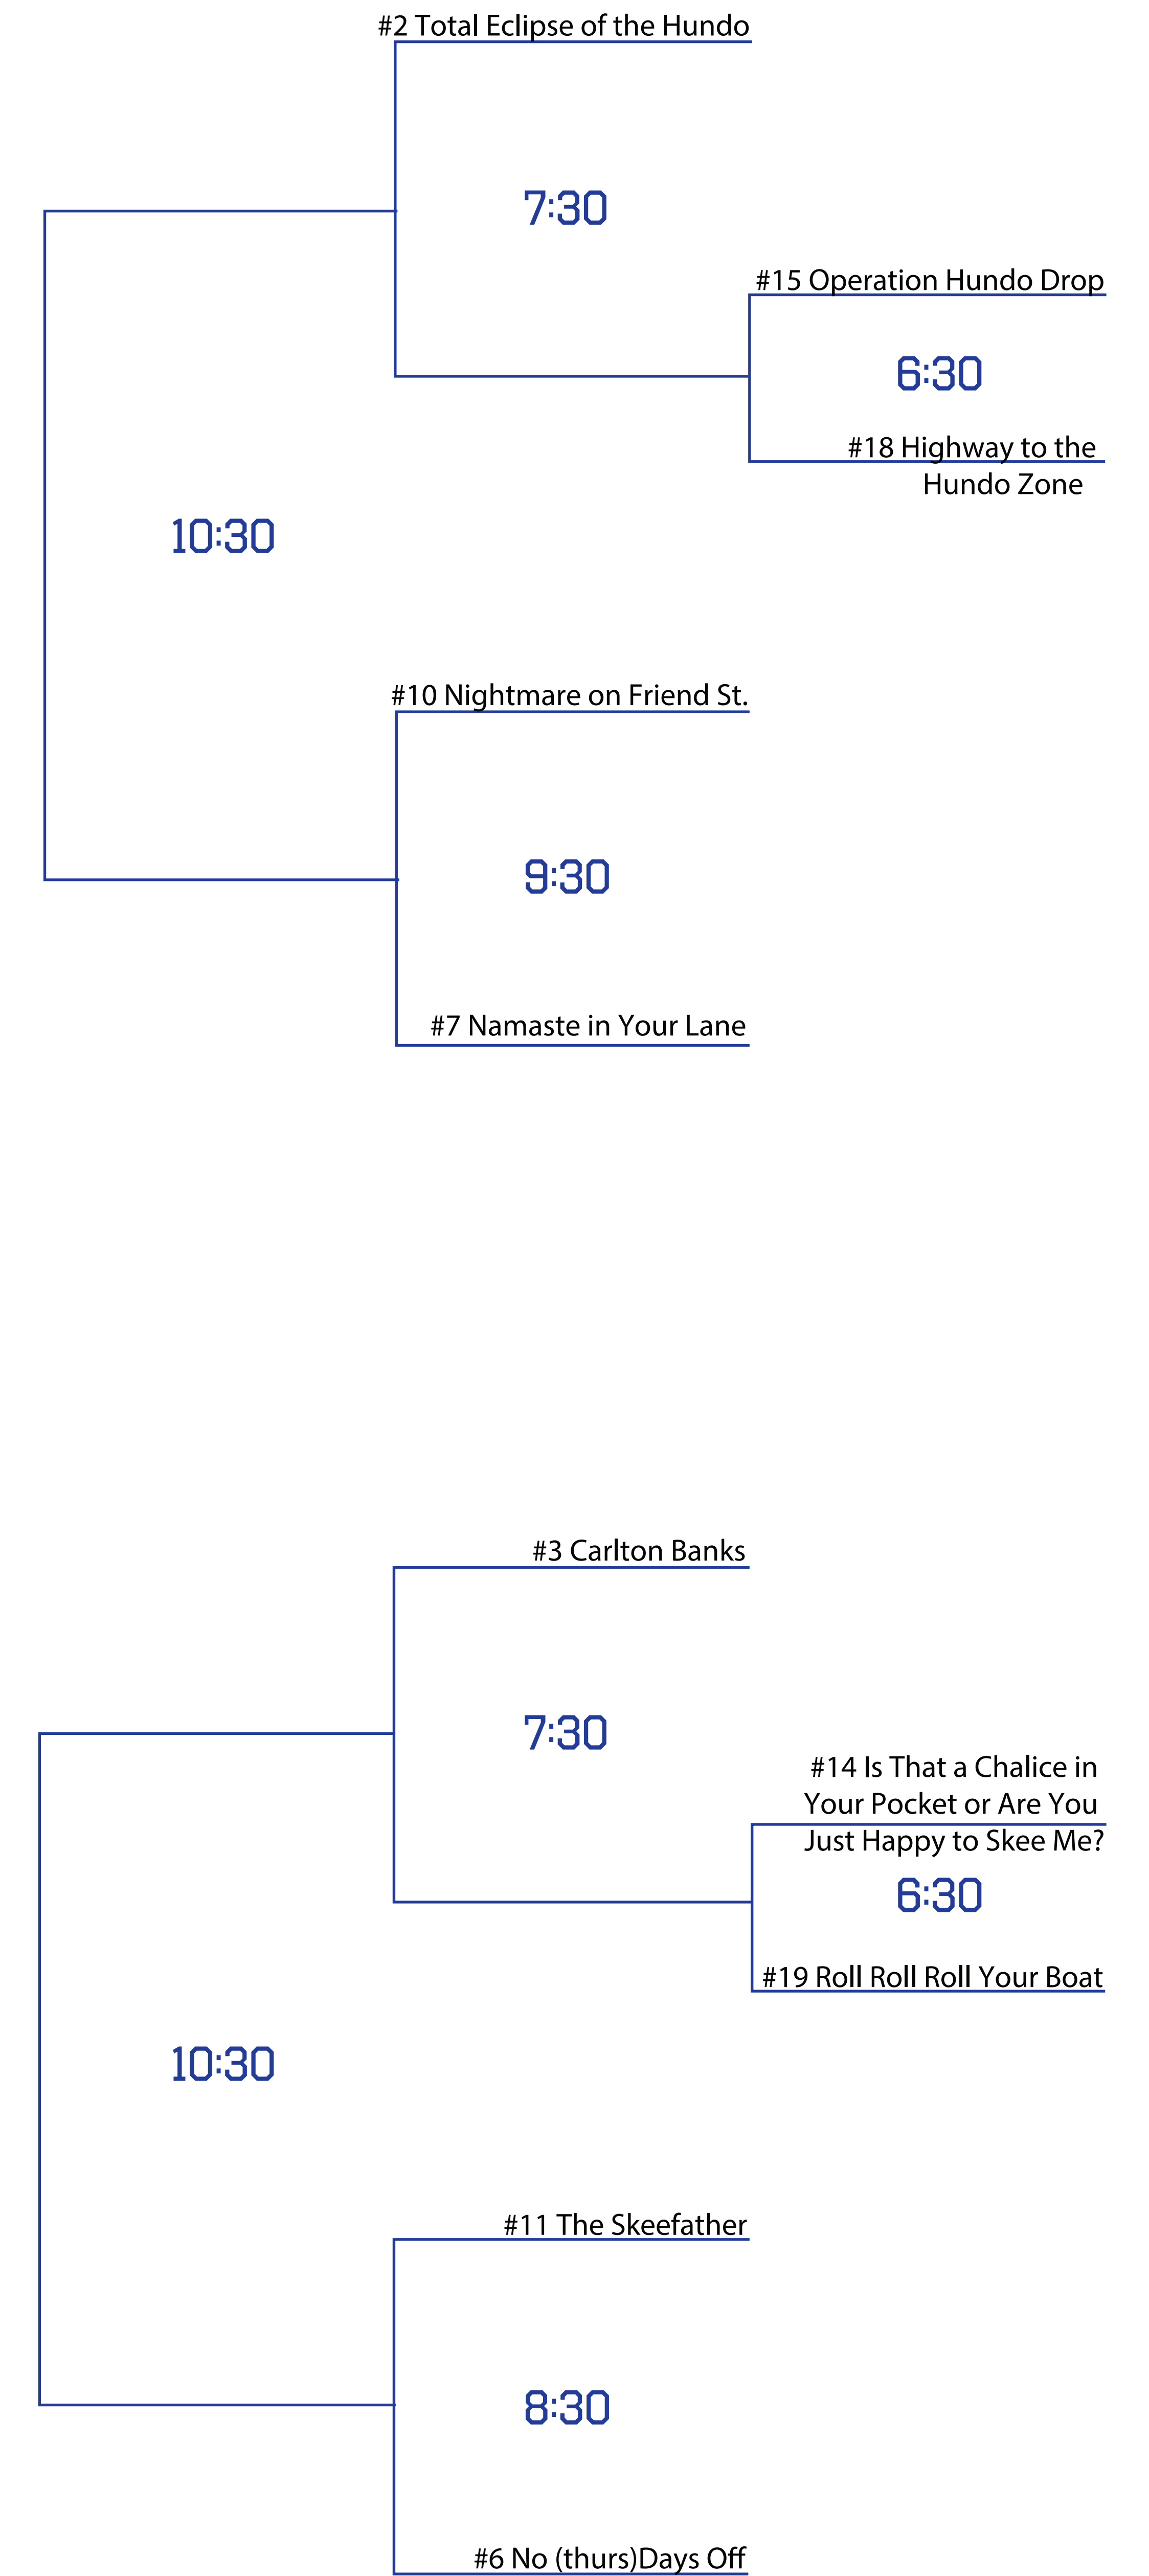 #2 Total Eclipse of the Hundo
7:30
#15 Operation Hundo Drop
6:30
#18 Highway to the
Hundo Zone
10:30
#10 Nightmare on Friend St.
9:30
#7 Namaste in Your Lane
#3 Carlton Banks
7:30
#14 Is That a Chalice in
Your Pocket or Are You
Just Happy to Skee Me?
6:30
#19 Roll Roll Roll Your Boat
10:30
#11 The Skeefather
8:30
#6 No (thurs)Days Off